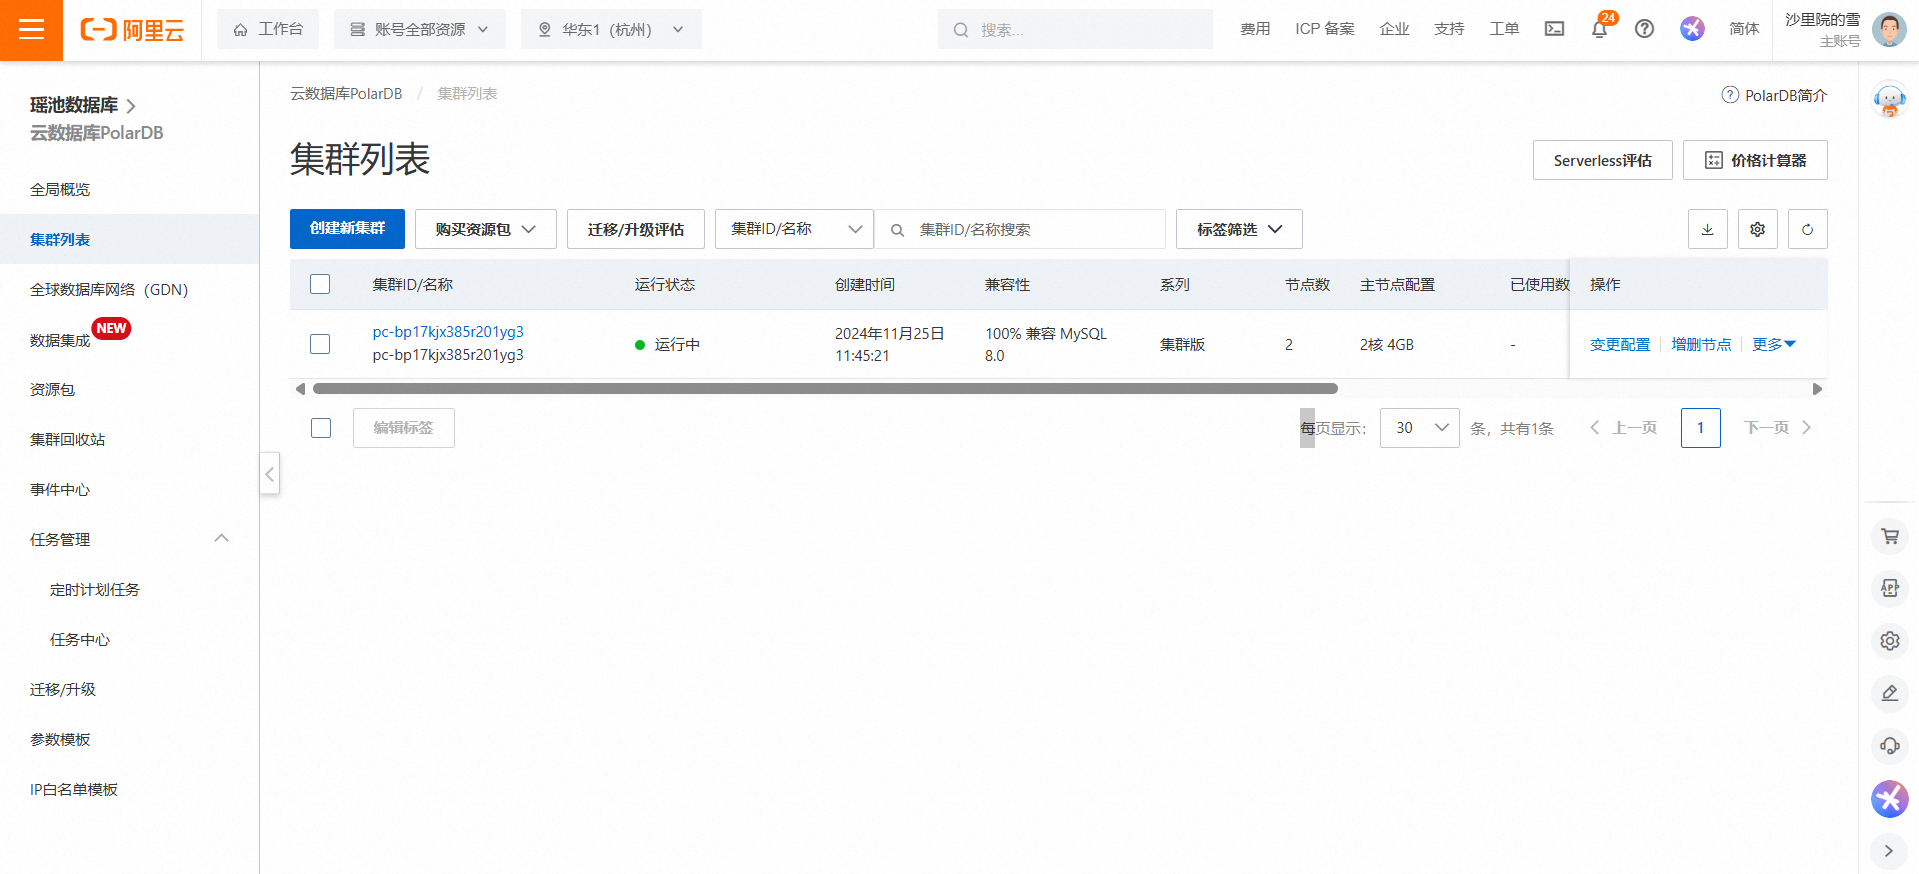 阿里云
工作台
账号全部资源
华东1（杭州）
搜索...
费用
ICP 备案
企业
支持
工单
24
简体
沙里院的雪
主账号
瑶池数据库
云数据库PolarDB
全局概览
集群列表
全球数据库网络（GDN）
数据集成
NEW
资源包
集群回收站
事件中心
任务管理
定时计划任务
任务中心
迁移/升级
参数模板
IP白名单模板
云数据库PolarDB / 集群列表
PolarDB简介
集群列表
Serverless评估
价格计算器
创建新集群
购买资源包
迁移/升级评估
集群ID/名称
集群ID/名称搜索
标签筛选
集群ID/名称 运行状态 创建时间 兼容性 系列 节点数 主节点配置 已使用数 操作
pc-bp17kjx385r201yg3
pc-bp17kjx385r201yg3
运行中
2024年11月25日
11:45:21
100% 兼容 MySQL
8.0
集群版
2
2核 4GB
-
变更配置
增删节点
更多
编辑标签
每页显示：
30
条，共有1条
上一页
1
下一页
APP